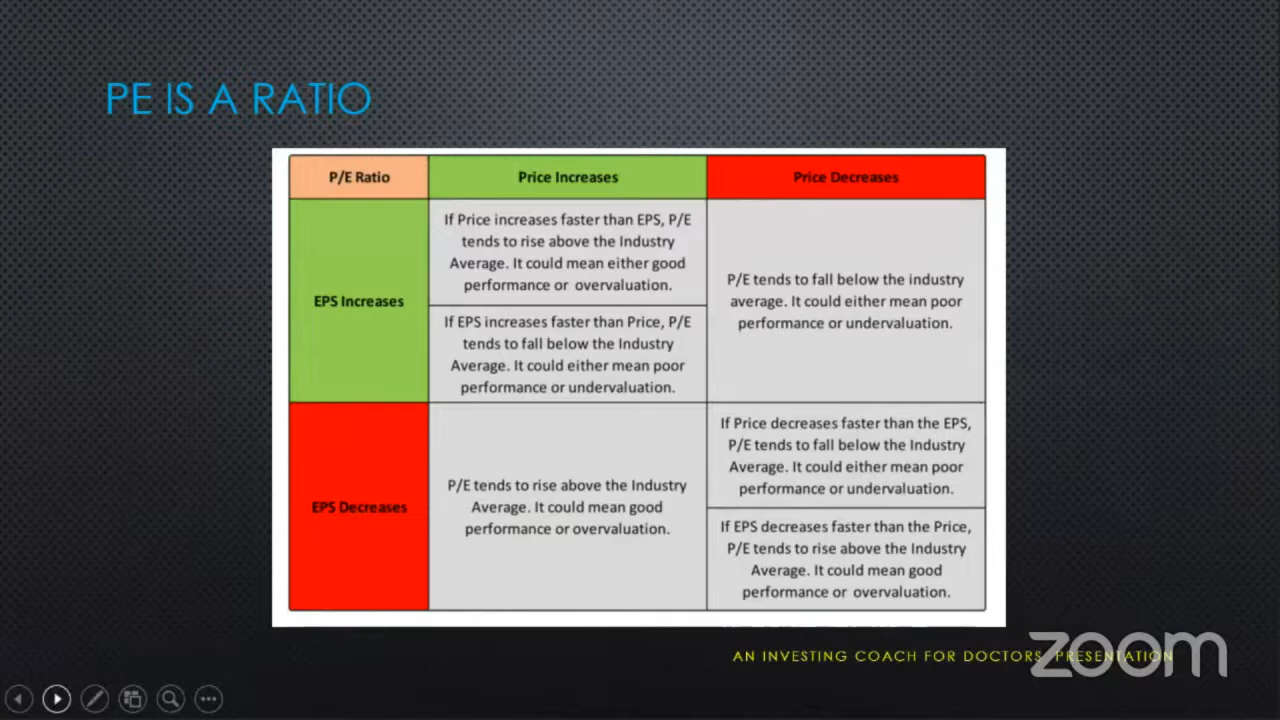 PE IS A RATIO
P/E Ratio
Price Increases
Price Decreases
EPS Increases
If Price increases faster than EPS, P/E
tends to rise above the Industry
Average. It could mean either good
performance or overvaluation.
If EPS increases faster than Price, P/E
tends to fall below the Industry
Average. It could either mean poor
performance or undervaluation.
P/E tends to fall below the industry
average. It could either mean poor
performance or undervaluation.
EPS Decreases
P/E tends to rise above the Industry
Average. It could mean good
performance or overvaluation.
If Price decreases faster than the EPS,
P/E tends to fall below the Industry
Average. It could either mean poor
performance or undervaluation.
If EPS decreases faster than the Price,
P/E tends to rise above the Industry
Average. It could mean good
performance or overvaluation.
AN INVESTING COACH FOR DOCTORS PRESENTATION
zoom